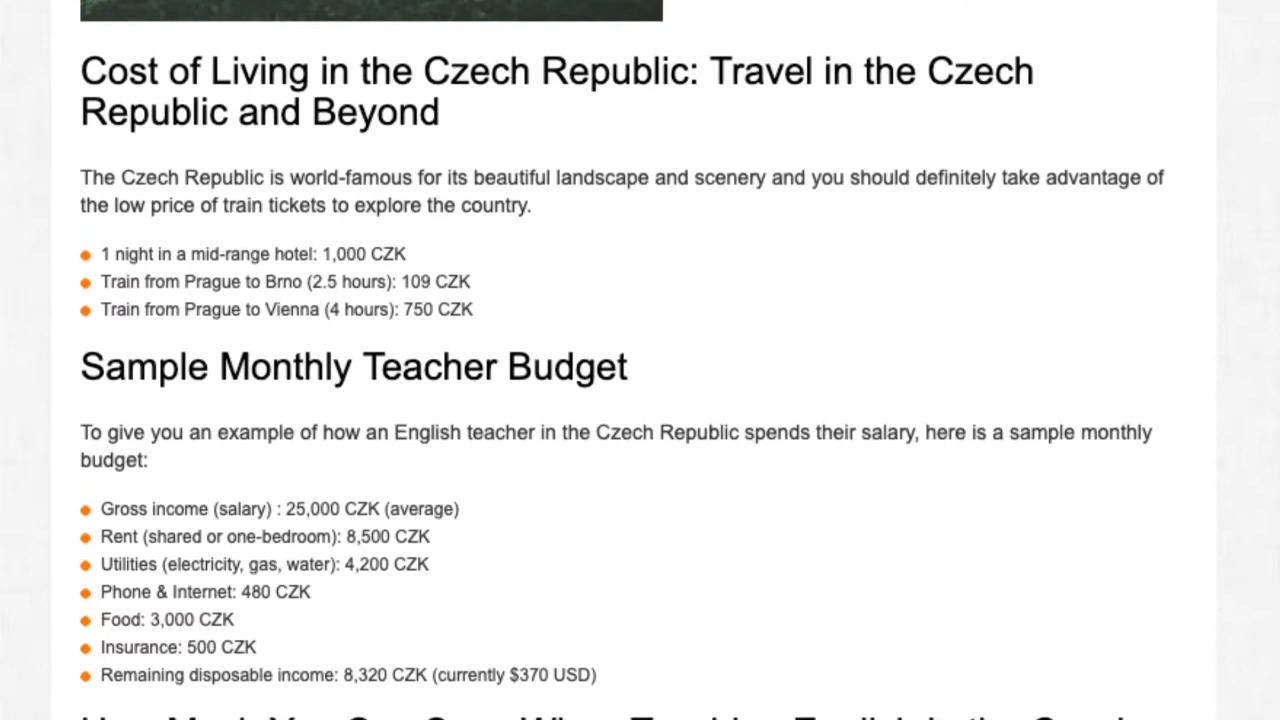 Cost of Living in the Czech Republic: Travel in the Czech
Republic and Beyond
The Czech Republic is world-famous for its beautiful landscape and scenery and you should definitely take advantage of
the low price of train tickets to explore the country.
1 night in a mid-range hotel: 1,000 CZK
Train from Prague to Brno (2.5 hours): 109 CZK
Train from Prague to Vienna (4 hours): 750 CZK
Sample Monthly Teacher Budget
To give you an example of how an English teacher in the Czech Republic spends their salary, here is a sample monthly
budget:
Gross income (salary) : 25,000 CZK (average)
Rent (shared or one-bedroom): 8,500 CZK
Utilities (electricity, gas, water): 4,200 CZK
Phone & Internet: 480 CZK
Food: 3,000 CZK
Insurance: 500 CZK
Remaining disposable income: 8,320 CZK (currently $370 USD)